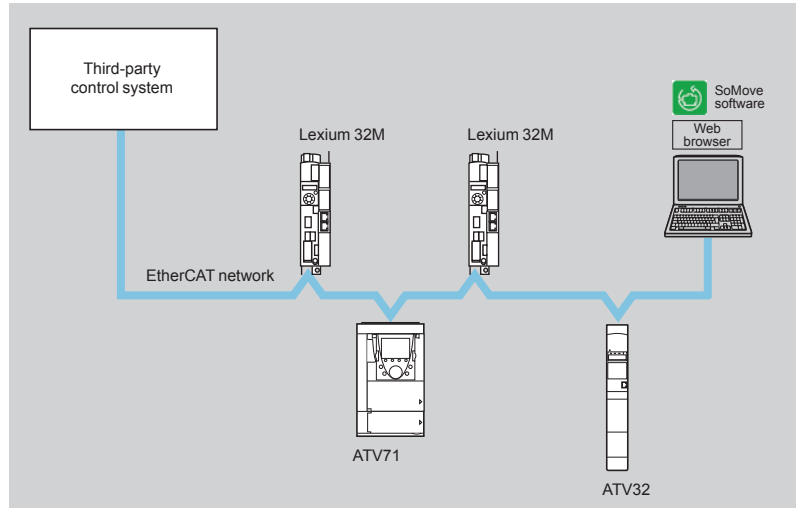 Third-party
control system
SoMove
software
Web
browser
Lexium 32M
Lexium 32M
EtherCAT network
ATV71
ATV32